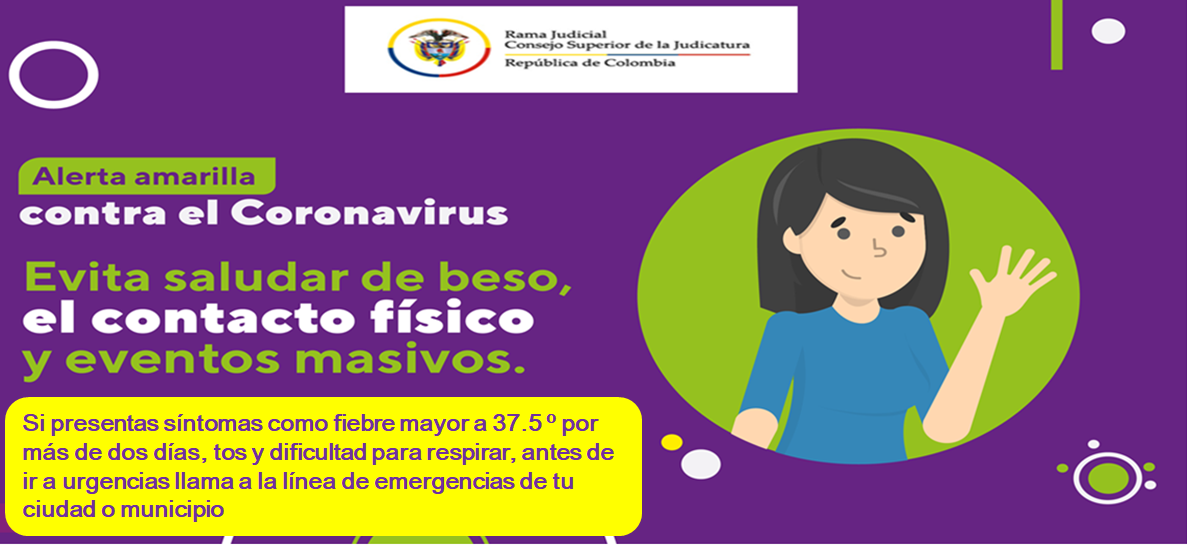 Rama Judicial
Consejo Superior de la Judicatura
República de Colombia
Alerta amarilla
contra el Coronavirus
Evita saludar de beso,
el contacto físico
y eventos masivos.
Si presentas síntomas como fiebre mayor a 37.5 º por
más de dos días, tos y dificultad para respirar, antes de
ir a urgencias llama a la línea de emergencias de tu
ciudad o municipio